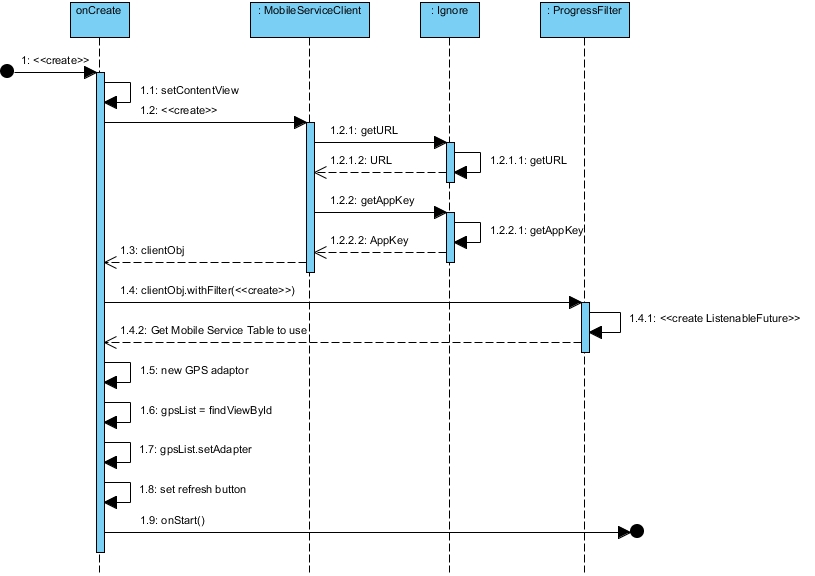 onCreate
: MobileServiceClient
: Ignore
: ProgressFilter
1: <<create>>
1.1: setContentView
1.2: <<create>>
1.2.1: getURL
1.2.1.2: URL
1.2.1.1: getURL
1.2.2: getAppKey
1.2.2.1: getAppKey
1.2.2.2: AppKey
1.3: clientObj
1.4: clientObj.withFilter(<<create>>)
1.4.1: <<create ListenableFuture>>
1.4.2: Get Mobile Service Table to use
1.5: new GPS adaptor
1.6: gpsList = findViewById
1.7: gpsList.setAdapter
1.8: set refresh button
1.9: onStart()